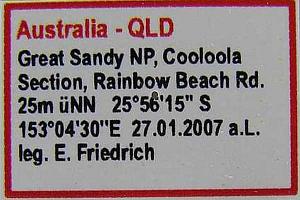 Australia - QLD
Great Sandy NP, Cooloola
Section, Rainbow Beach Rd.
25m üNN 25°56'15" S
153°04'30"E 27.01.2007 a.L.
leg. E. Friedrich